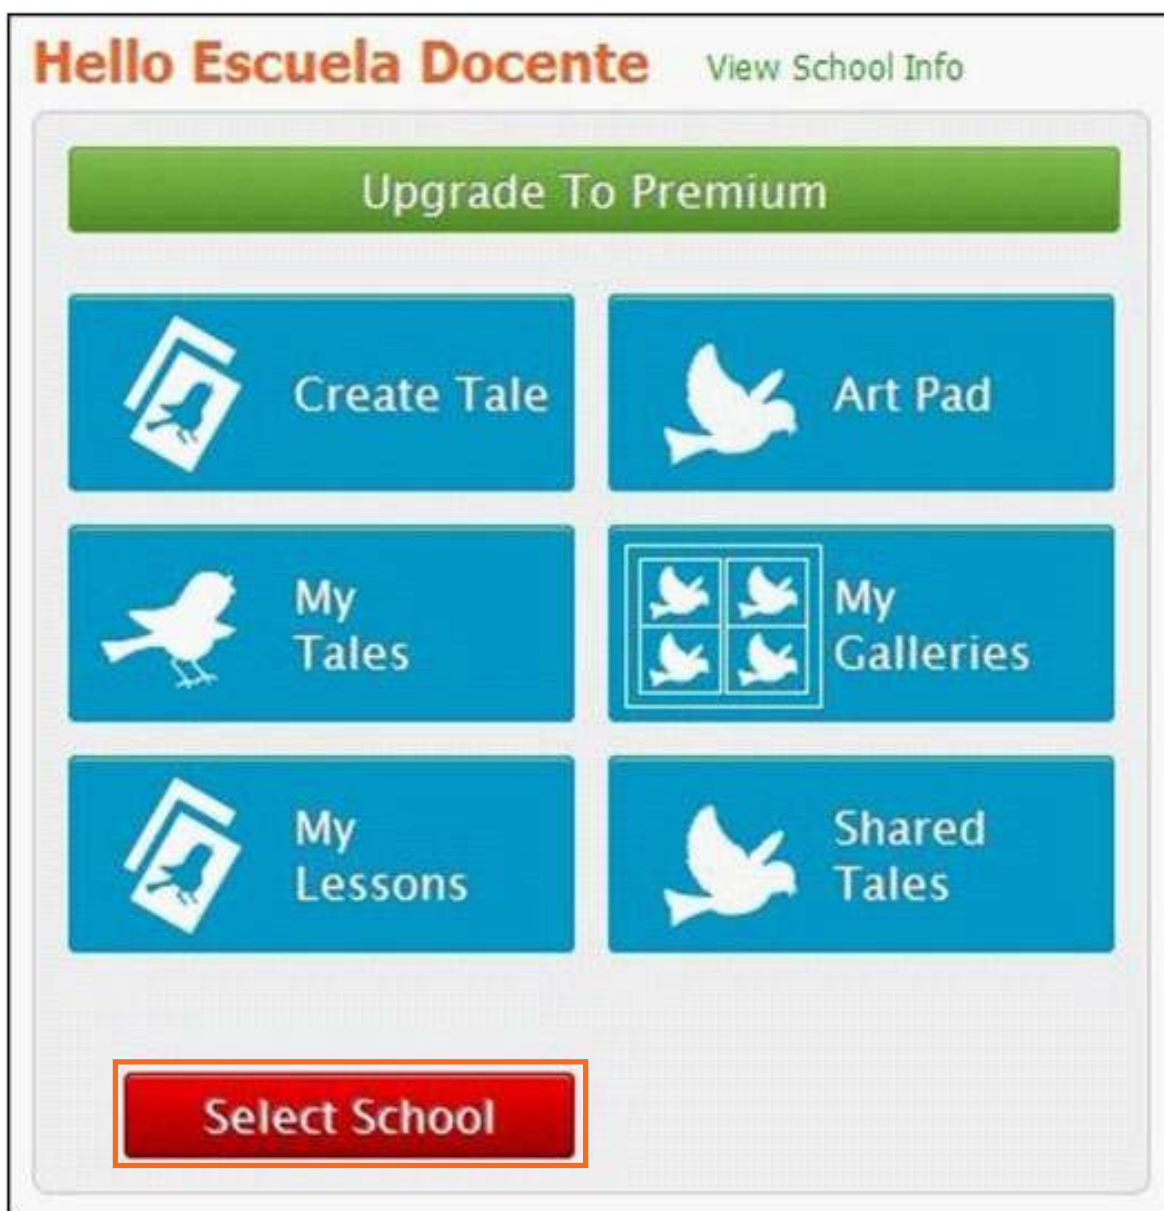 Hello Escuela Docente View School Info
Upgrade To Premium
Create Tale
Art Pad
My
Tales
My
Galleries
My
Lessons
Shared
Tales
Select School